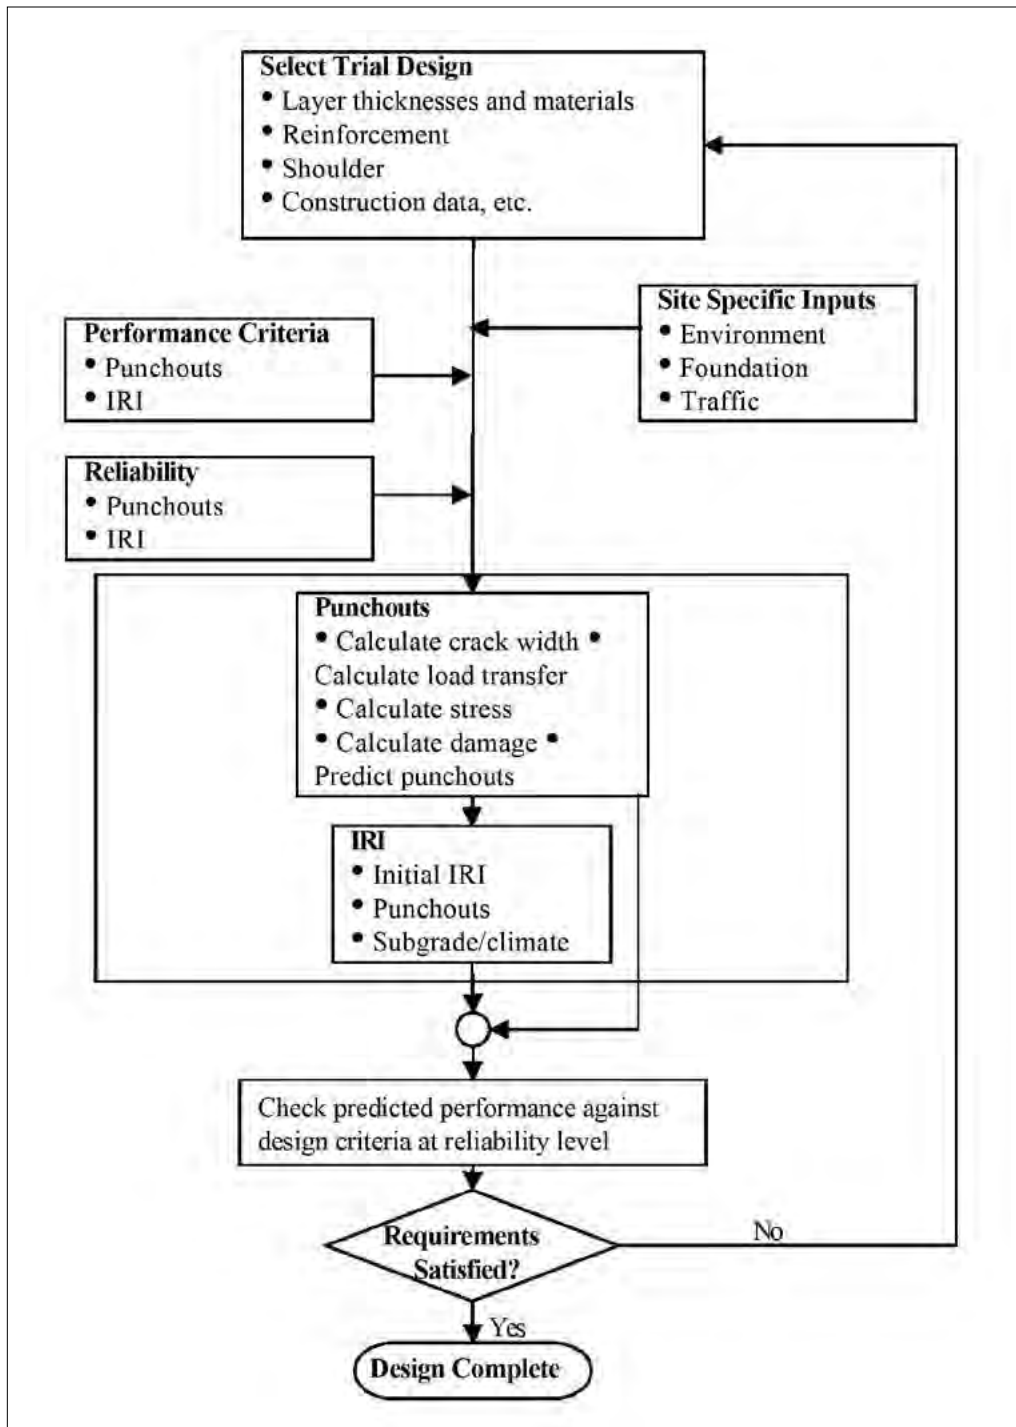 Select Trial Design
• Layer thicknesses and materials
• Reinforcement
• Shoulder
• Construction data, etc.
Site Specific Inputs
• Environment
• Foundation
• Traffic
Performance Criteria
• Punchouts
• IRI
Reliability
• Punchouts
• IRI
Punchouts
• Calculate crack width •
Calculate load transfer
• Calculate stress
• Calculate damage •
Predict punchouts
IRI
• Initial IRI
• Punchouts
• Subgrade/climate
Check predicted performance against
design criteria at reliability level
Requirements
Satisfied?
No
Yes
Design Complete